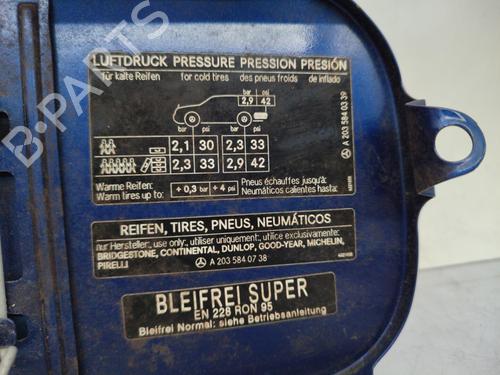 B-PARTS
LUFTDRUCK PRESSURE PRESSION PRESIÓN
für kalte Reifen for cold tires des pneus froids de inflado
2,9 42
bar psi bar psi
2,1 30 2,3 33
2,3 33 2,9 42
Warme Reifen:
Warm tires up to:
+ 0,3 bar + 4 psi
Pneus échauffes jusqu'à:
Neumáticos calientes hasta:
A 203 584 03 39
REIFEN, TIRES, PNEUS, NEUMÁTICOS
nur Hersteller, use only, utiliser uniquement, utilice exclusivamente:
BRIDGESTONE, CONTINENTAL, DUNLOP, GOOD-YEAR, MICHELIN,
PIRELLI
A 203 584 07 38
BLEIFREI SUPER
EN 228 RON 95
Bleifrei Normal: siehe Betriebsanleitung